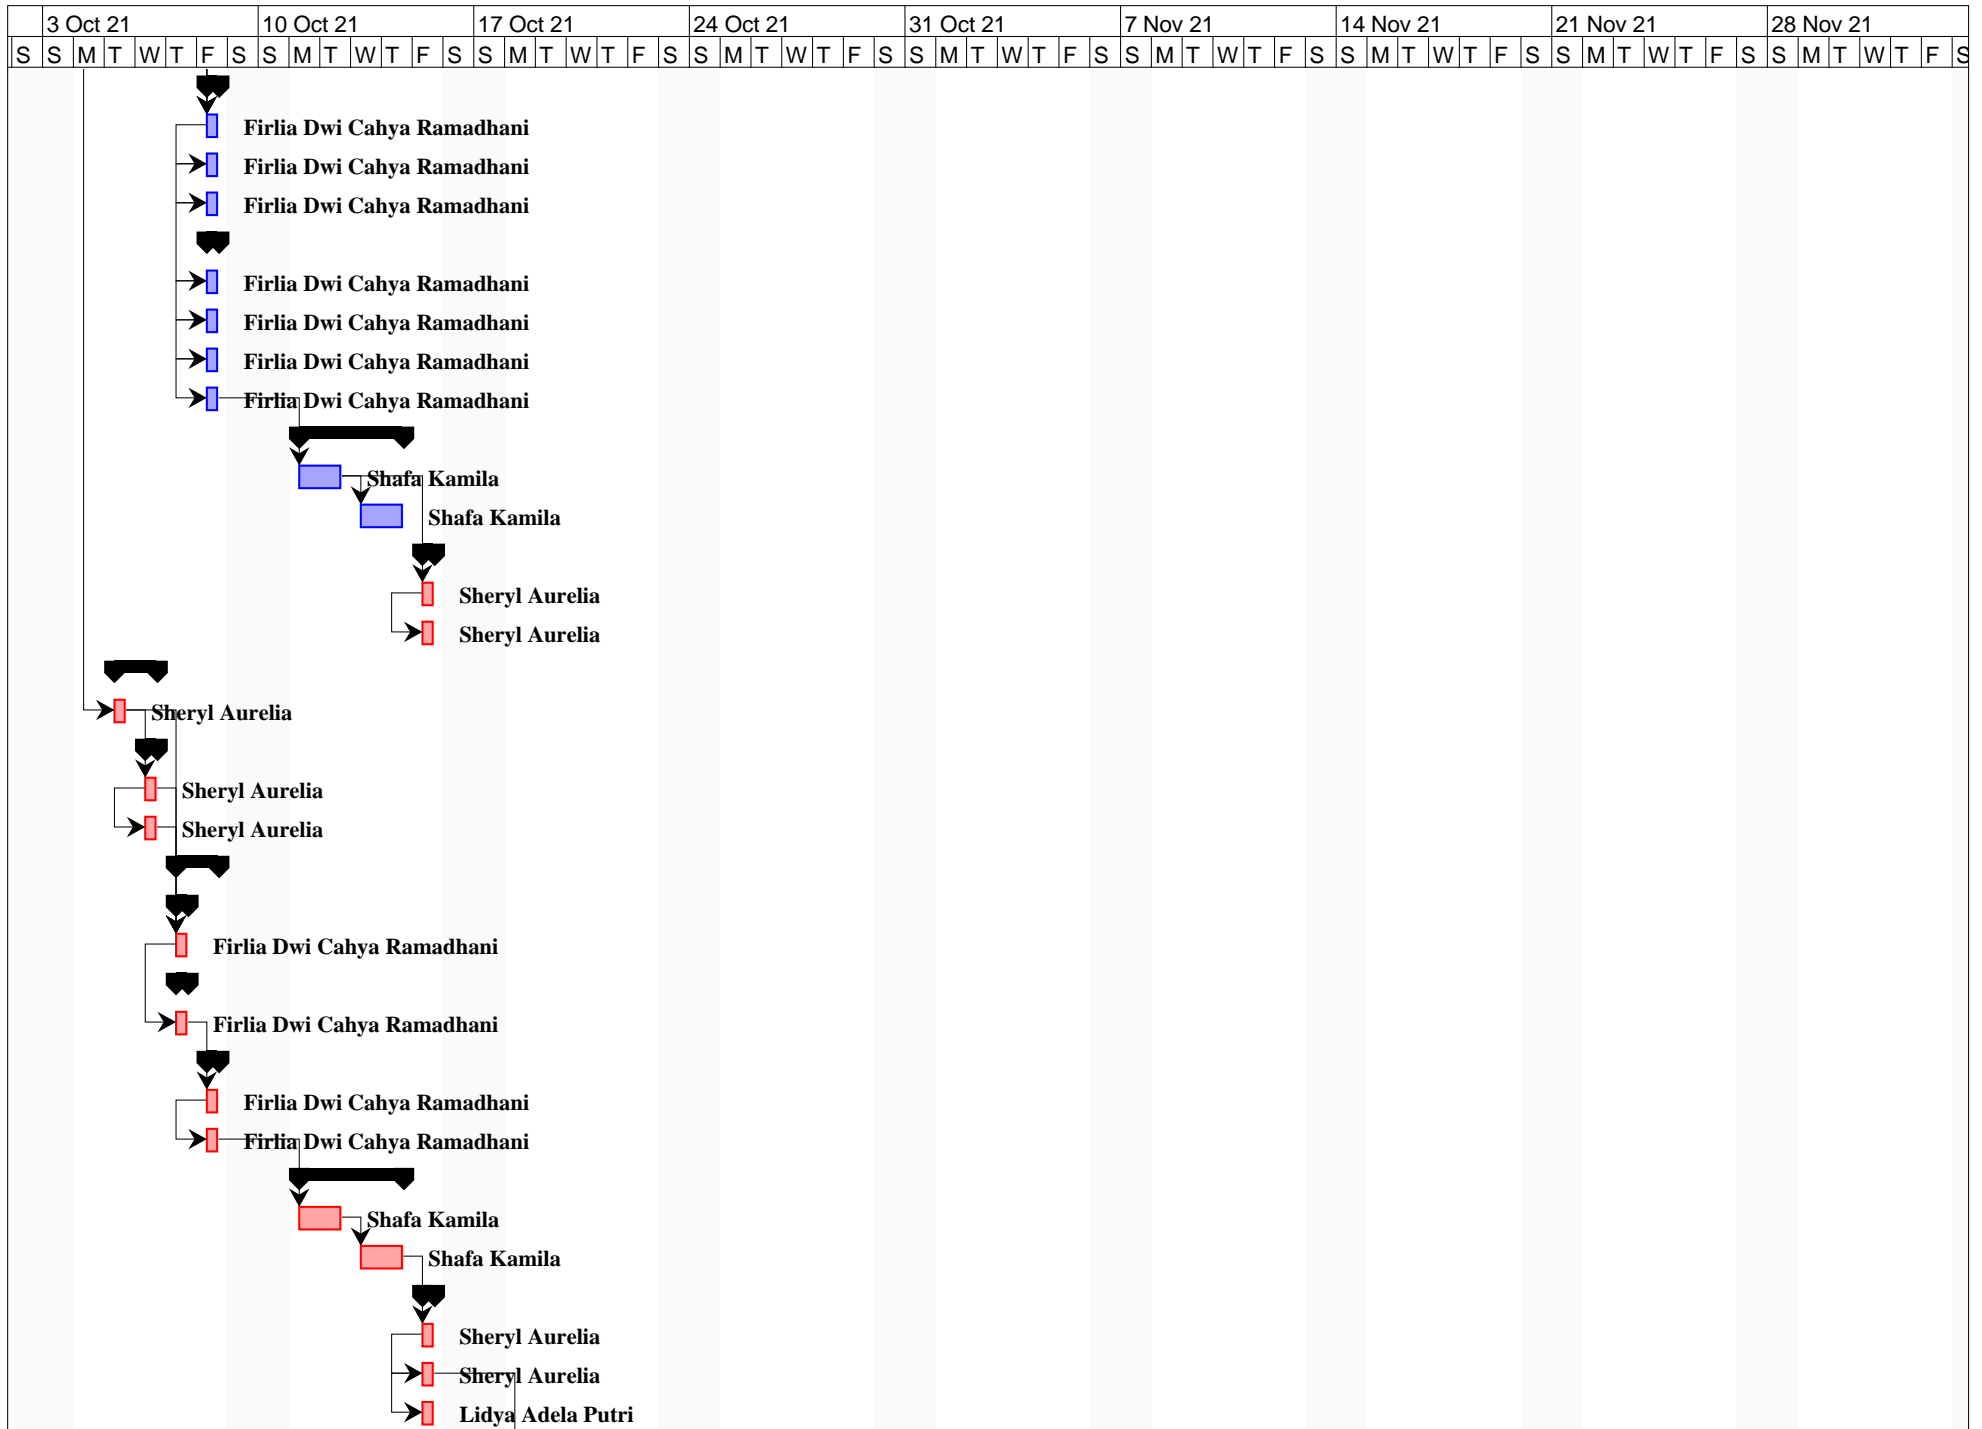 3 Oct 21 10 Oct 21 17 Oct 21 24 Oct 21 31 Oct 21 7 Nov 21 14 Nov 21 21 Nov 21 28 Nov 21
S S M T W T F S S M T W T F S S M T W T F S S M T W T F S S M T W T F S S M T W T F S S M T W T F S S M T W T F S S M T W T F S
Firlia Dwi Cahya Ramadhani
Firlia Dwi Cahya Ramadhani
Firlia Dwi Cahya Ramadhani
Firlia Dwi Cahya Ramadhani
Firlia Dwi Cahya Ramadhani
Firlia Dwi Cahya Ramadhani
Firlia Dwi Cahya Ramadhani
Shafa Kamila
Shafa Kamila
Sheryl Aurelia
Sheryl Aurelia
Sheryl Aurelia
Sheryl Aurelia
Sheryl Aurelia
Firlia Dwi Cahya Ramadhani
Firlia Dwi Cahya Ramadhani
Firlia Dwi Cahya Ramadhani
Firlia Dwi Cahya Ramadhani
Shafa Kamila
Shafa Kamila
Sheryl Aurelia
Sheryl Aurelia
Lidya Adela Putri